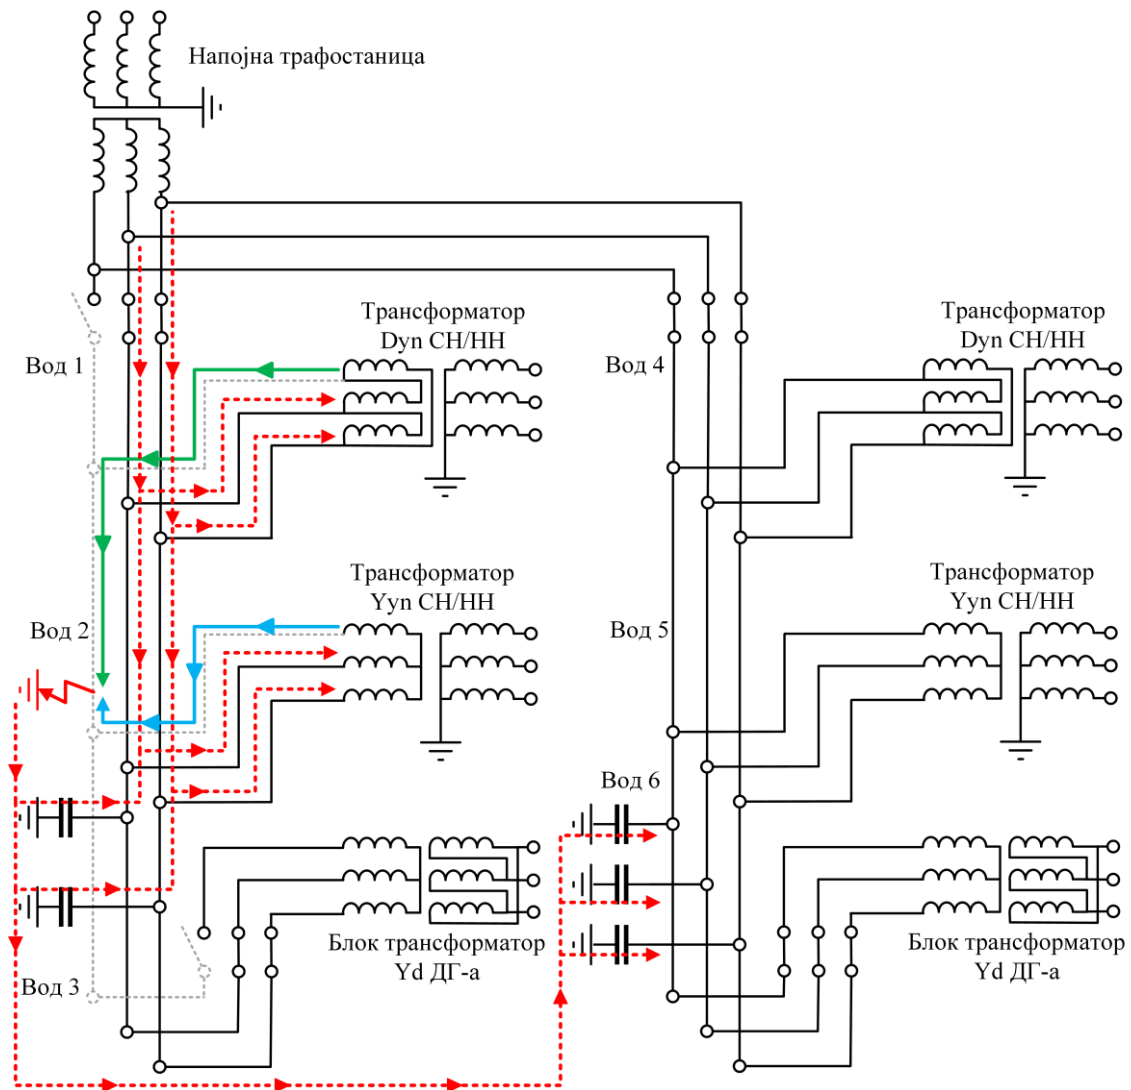 Напојна трафостаница
Трансформатор
Dyn СН/НН
Вод 1
Трансформатор
Dyn СН/НН
Вод 4
Трансформатор
Yyn СН/НН
Вод 2
Трансформатор
Yyn СН/НН
Вод 5
Вод 6
Блок трансформатор
Yd ДГ-а
Вод 3
Блок трансформатор
Yd ДГ-а